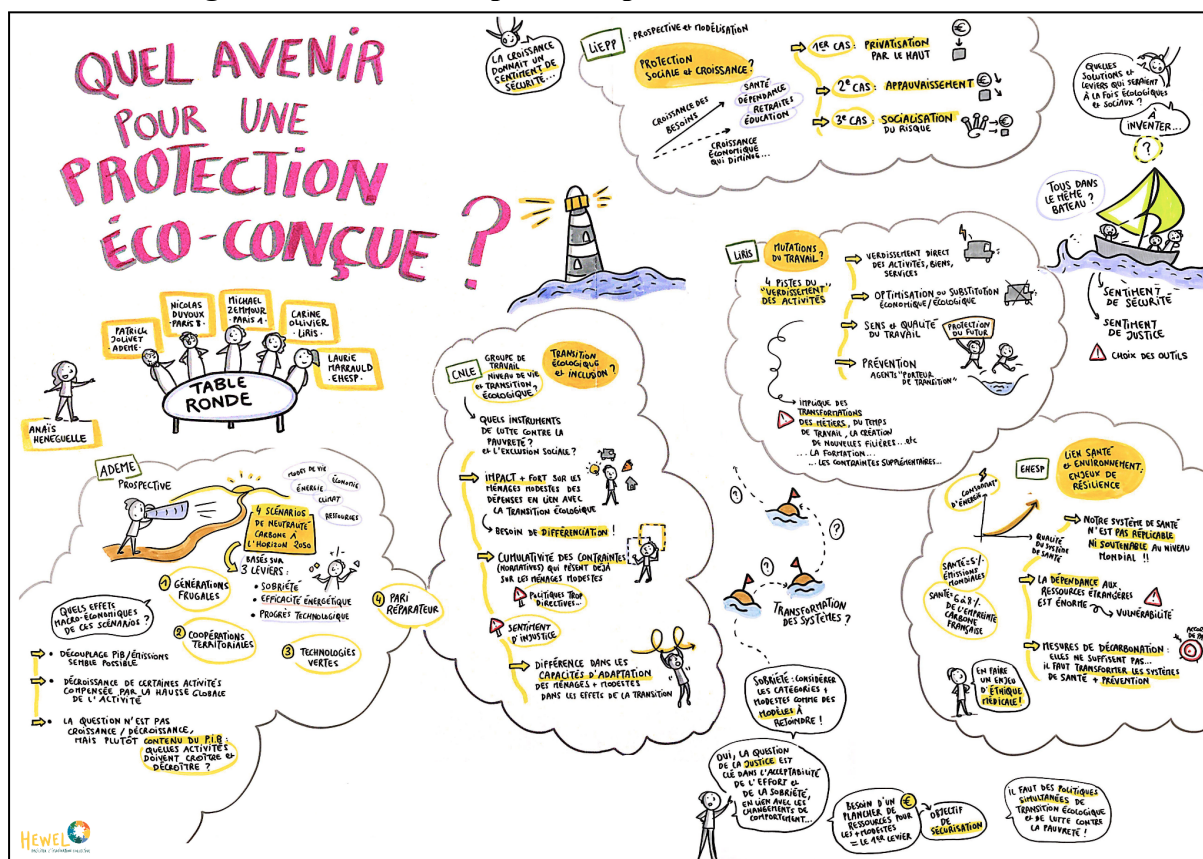 QUEL AVENIR
POUR UNE
PROTECTION
ÉCO-CONÇUE ?
LA CROISSANCE
DONNAIT UN
SENTIMENT DE
SÉCURITÉ...
LIEPP : PROSPECTIVE ET MODÉLISATION
PROTECTION
SOCIALE ET CROISSANCE ?
CROISSANCE DES
BESOINS
SANTÉ
DÉPENDANCE
RETRAITES
ÉDUCATION
CROISSANCE
ÉCONOMIQUE
QUI DIMINUE...
1ER CAS : PRIVATISATION
PAR LE HAUT
€
2e CAS : APPAUVRISSEMENT
€
3e CAS : SOCIALISATION
DU RISQUE
€
QUELLES
SOLUTIONS ET
LEVIERS QUI SERAIENT
À LA FOIS ÉCOLOGIQUES
ET SOCIAUX ?
À
INVENTER...
?
TOUS DANS
LE MÊME
BATEAU ?
SENTIMENT
DE SÉCURITÉ
SENTIMENT
DE JUSTICE
! CHOIX DES OUTILS
PATRICK
JOLIVET
·ADEME·
NICOLAS
DUVOUX
·PARIS 8·
MICHAEL
ZEMMOUR
·PARIS 1·
CARINE
OLLIVIER
·LIRIS·
LAURIE
MARRAULD
·EHESP·
TABLE
RONDE
ANAÏS
HENEGUELLE
LIRIS
MUTATIONS
DU TRAVAIL ?
4 PISTES DU
"VERDISSEMENT"
DES ACTIVITÉS
VERDISSEMENT DIRECT
DES ACTIVITÉS, BIENS,
SERVICES
OPTIMISATION OU SUBSTITUTION
ÉCONOMIQUE/ÉCOLOGIQUE
SENS ET QUALITÉ
DU TRAVAIL
PROTECTION
DU FUTUR
PRÉVENTION
AGENTS "PORTEUR
DE TRANSITION"
IMPLIQUE DES
TRANSFORMATIONS
DES MÉTIERS, DU TEMPS
DE TRAVAIL, LA CRÉATION
DE NOUVELLES FILIÈRES...etc
... LA FORMATION...
... LES CONTRAINTES SUPPLÉMENTAIRES...
CNLE
GROUPE DE
TRAVAIL
NIVEAU DE VIE
ET TRANSITION
ÉCOLOGIQUE ?
TRANSITION
ÉCOLOGIQUE
ET INCLUSION ?
QUELS INSTRUMENTS
DE LUTTE CONTRE LA
PAUVRETÉ ?
ET L'EXCLUSION SOCIALE ?
IMPACT + FORT SUR LES
MÉNAGES MODESTES DES
DÉPENSES EN LIEN AVEC
LA TRANSITION ÉCOLOGIQUE
BESOIN DE DIFFÉRENCIATION !
CUMULATIVITÉ DES CONTRAINTES
(NORMATIVES) QUI PÈSENT DÉJÀ
SUR LES MÉNAGES MODESTES
! POLITIQUES TROP
DIRECTIVES...
! SENTIMENT
D'INJUSTICE
DIFFÉRENCE DANS LES
CAPACITÉS D'ADAPTATION
DES MÉNAGES + MODESTES
DANS LES EFFETS DE LA TRANSITION
ADEME
PROSPECTIVE
MODES DE VIE
ÉCONOMIE
ÉNERGIE
CLIMAT
RESSOURCES
4 SCÉNARIOS
DE NEUTRALITÉ
CARBONE À
L'HORIZON 2050
BASÉS SUR
3 LEVIERS :
• SOBRIÉTÉ
• EFFICACITÉ ÉNERGÉTIQUE
• PROGRÈS TECHNOLOGIQUE
+/-
1 GÉNÉRATIONS
FRUGALES
2 COOPÉRATIONS
TERRITORIALES
3 TECHNOLOGIES
VERTES
4 PARI
RÉPARATEUR
QUELS EFFETS
MACRO-ÉCONOMIQUES
DE CES SCÉNARIOS ?
• DÉCOUPLAGE PIB/ÉMISSIONS
SEMBLE POSSIBLE
• DÉCROISSANCE DE CERTAINES ACTIVITÉS
COMPENSÉE PAR LA HAUSSE GLOBALE
DE L'ACTIVITÉ
• LA QUESTION N'EST PAS
CROISSANCE / DÉCROISSANCE,
MAIS PLUTÔT CONTENU DU P.I.B :
QUELLES ACTIVITÉS
DOIVENT CROÎTRE ET
DÉCROÎTRE ?
?
?
?
?
TRANSFORMATION
DES SYSTÈMES ?
EHESP
LIEN SANTÉ
ET ENVIRONNEMENT,
ENJEUX DE
RÉSILIENCE
CONSOMMAT°
D'ÉNERGIE...
QUALITÉ
DU SYSTÈME
DE SANTÉ
NOTRE SYSTÈME DE SANTÉ
N'EST PAS RÉPLICABLE
NI SOUTENABLE AU NIVEAU
MONDIAL !!
SANTÉ = 5%
ÉMISSIONS
MONDIALES
SANTÉ = 6 à 8%
DE L'EMPREINTE
CARBONE
FRANÇAISE
LA DÉPENDANCE AUX
RESSOURCES ÉTRANGÈRES
EST ÉNORME
VULNÉRABILITÉ
!
MESURES DE DÉCARBONATION :
ELLES NE SUFFISENT PAS...
IL FAUT TRANSFORMER LES SYSTÈMES
DE SANTÉ + PRÉVENTION
EN FAIRE
UN ENJEU
D'ÉTHIQUE
MÉDICALE !
SOBRIÉTÉ : CONSIDÉRER
LES CATÉGORIES +
MODESTES COMME DES
MODÈLES À
REJOINDRE !
OUI, LA QUESTION
DE LA JUSTICE EST
CLÉ DANS L'ACCEPTABILITÉ
DE L'EFFORT ET
DE LA SOBRIÉTÉ,
EN LIEN AVEC LES
CHANGEMENTS DE
COMPORTEMENT...
BESOIN D'UN €
PLANCHER DE
RESSOURCES POUR
LES + MODESTES
= LE 1ER LEVIER
OBJECTIF
DE
SÉCURISATION
IL FAUT DES POLITIQUES
SIMULTANÉES DE
TRANSITION ÉCOLOGIQUE
ET DE LUTTE CONTRE
LA PAUVRETÉ !
HEWEL